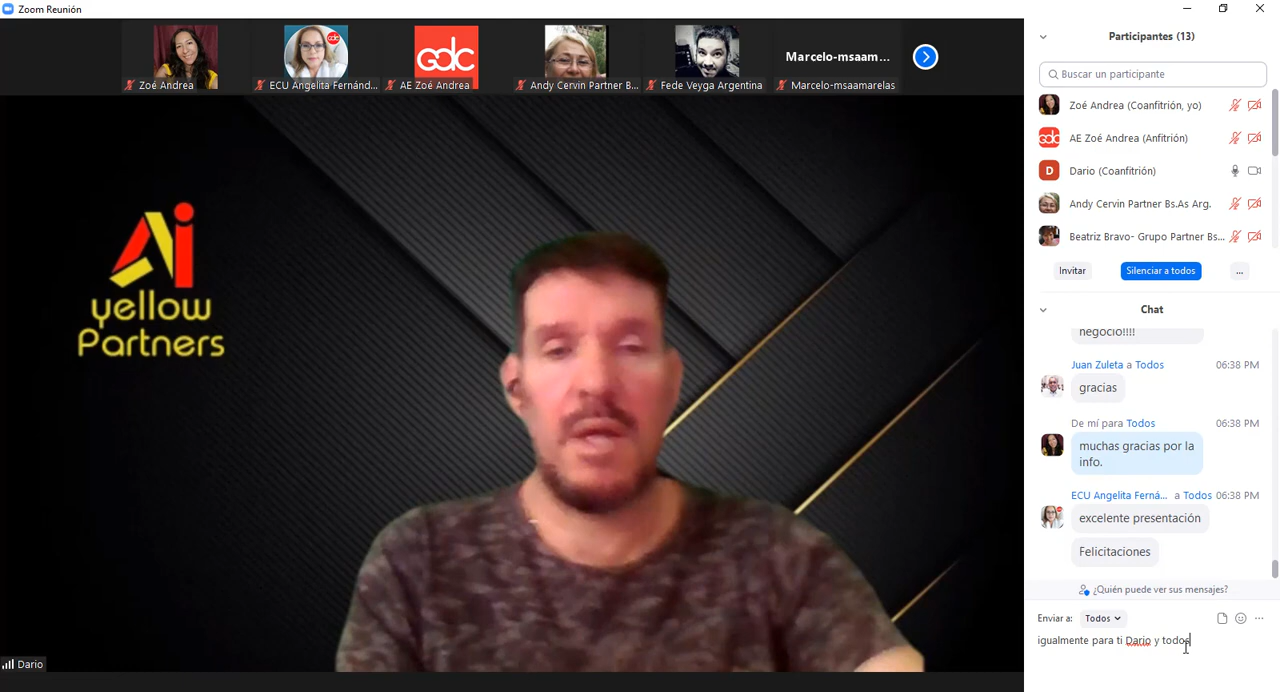 Zoom Reunión
Marcelo-msaam...
Zoé Andrea
ECU Angelita Fernánd...
AE Zoé Andrea
Andy Cervin Partner B...
Fede Veyga Argentina
Marcelo-msaamarelas
GDC
Ai
yellow
Partners
Dario
Participantes (13)
Buscar un participante
Zoé Andrea (Coanfitrión, yo)
AE Zoé Andrea (Anfitrión)
D
Dario (Coanfitrión)
Andy Cervin Partner Bs.As Arg.
Beatriz Bravo- Grupo Partner Bs...
Invitar
Silenciar a todos
...
Chat
negocio!!!!
Juan Zuleta a Todos 06:38 PM
gracias
De mí para Todos 06:38 PM
muchas gracias por la
info.
ECU Angelita Ferná... a Todos 06:38 PM
excelente presentación
Felicitaciones
¿Quién puede ver sus mensajes?
Enviar a: Todos
igualmente para ti Dario y todos